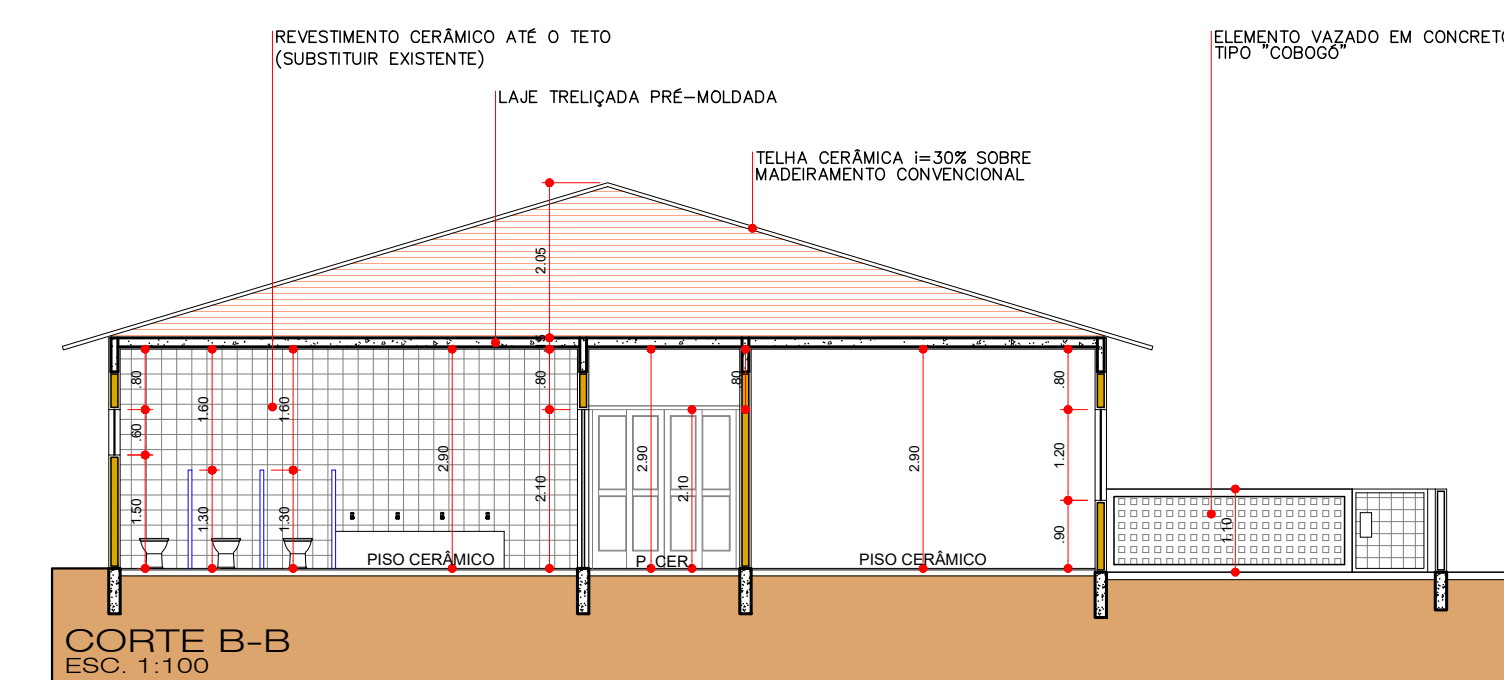 REVESTIMENTO CERÂMICO ATÉ O TETO
(SUBSTITUIR EXISTENTE)
ELEMENTO VAZADO EM CONCRETO
TIPO "COBOGÓ"
LAJE TRELIÇADA PRÉ-MOLDADA
TELHA CERÂMICA i=30% SOBRE
MADEIRAMENTO CONVENCIONAL
2.05
.80
.60
1.50
1.60
1.30
1.60
1.30
2.90
.80
2.10
2.90
2.10
.80
2.90
.80
1.20
.90
1.10
PISO CERÂMICO
P. CER.
PISO CERÂMICO
CORTE B-B
ESC. 1:100